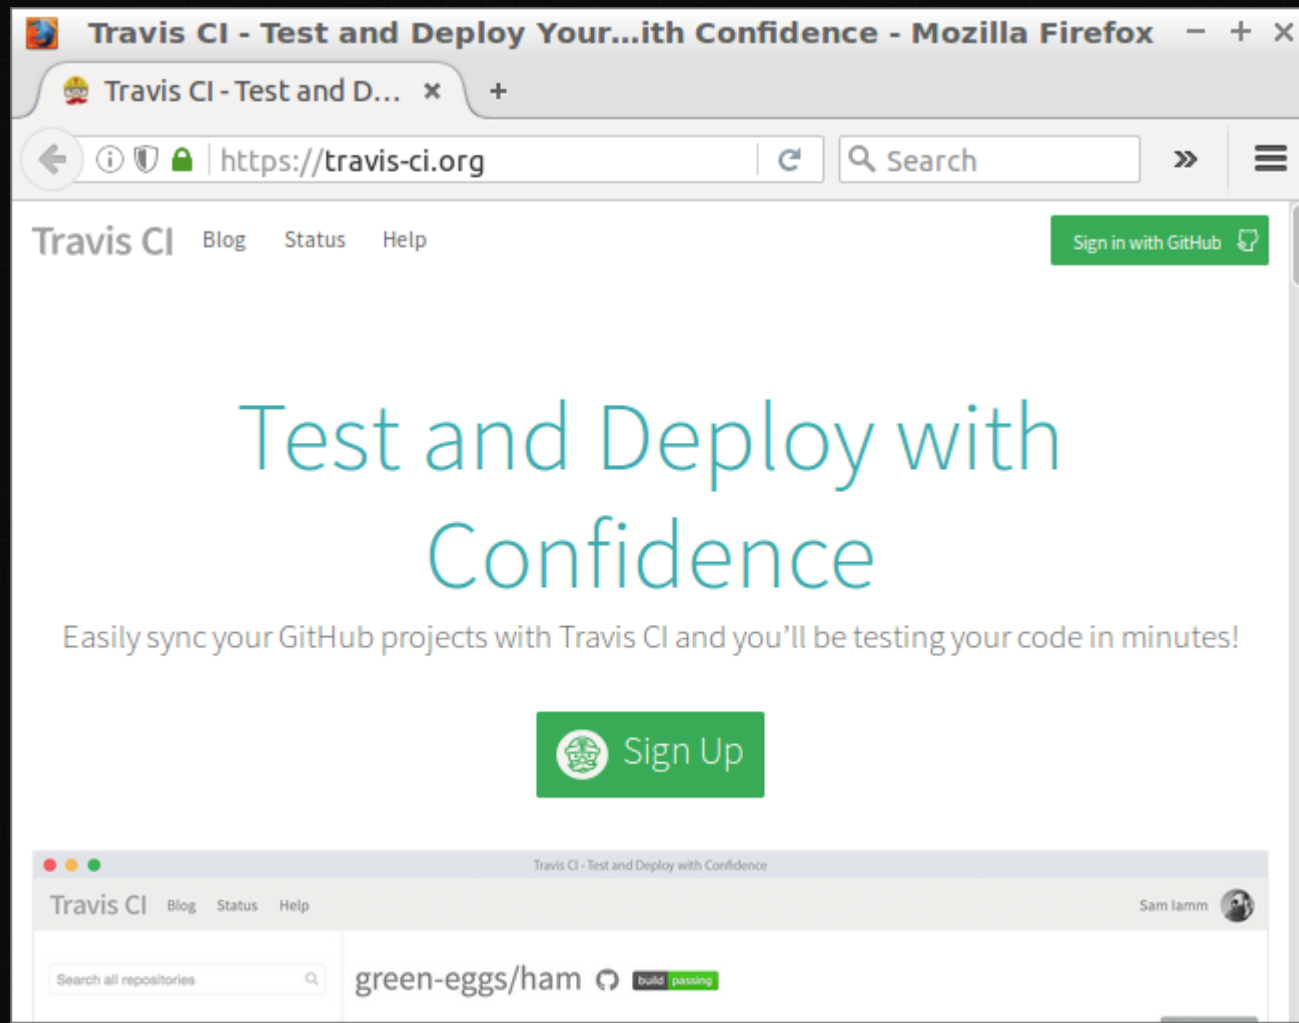 Travis CI - Test and Deploy Your...ith Confidence - Mozilla Firefox
Travis CI - Test and D...
https://travis-ci.org
Search
Travis CI Blog Status Help
Sign in with GitHub
Test and Deploy with
Confidence
Easily sync your GitHub projects with Travis CI and you'll be testing your code in minutes!
Sign Up
Travis CI - Test and Deploy with Confidence
Travis CI Blog Status Help
Sam Iamm
Search all repositories
green-eggs/ham build passing